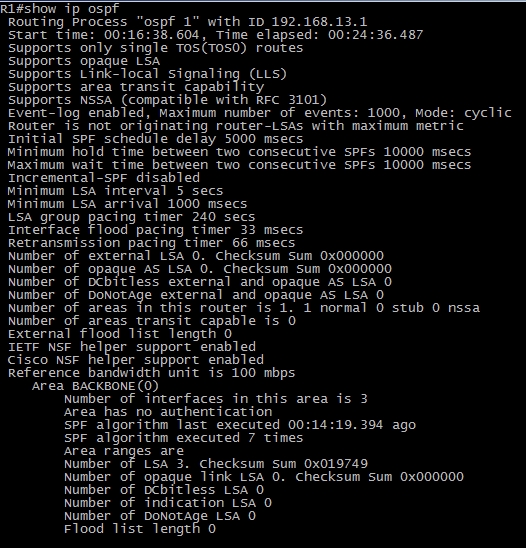 R1#show ip ospf
Routing Process "ospf 1" with ID 192.168.13.1
Start time: 00:16:38.604, Time elapsed: 00:24:36.487
Supports only single TOS(TOS0) routes
Supports opaque LSA
Supports Link-local Signaling (LLS)
Supports area transit capability
Supports NSSA (compatible with RFC 3101)
Event-log enabled, Maximum number of events: 1000, Mode: cyclic
Router is not originating router-LSAs with maximum metric
Initial SPF schedule delay 5000 msecs
Minimum hold time between two consecutive SPFs 10000 msecs
Maximum wait time between two consecutive SPFs 10000 msecs
Incremental-SPF disabled
Minimum LSA interval 5 secs
Minimum LSA arrival 1000 msecs
LSA group pacing timer 240 secs
Interface flood pacing timer 33 msecs
Retransmission pacing timer 66 msecs
Number of external LSA 0. Checksum Sum 0x000000
Number of opaque AS LSA 0. Checksum Sum 0x000000
Number of DCbitless external and opaque AS LSA 0
Number of DoNotAge external and opaque AS LSA 0
Number of areas in this router is 1. 1 normal 0 stub 0 nssa
Number of areas transit capable is 0
External flood list length 0
IETF NSF helper support enabled
Cisco NSF helper support enabled
Reference bandwidth unit is 100 mbps
Area BACKBONE(0)
Number of interfaces in this area is 3
Area has no authentication
SPF algorithm last executed 00:14:19.394 ago
SPF algorithm executed 7 times
Area ranges are
Number of LSA 3. Checksum Sum 0x019749
Number of opaque link LSA 0. Checksum Sum 0x000000
Number of DCbitless LSA 0
Number of indication LSA 0
Number of DoNotAge LSA 0
Flood list length 0